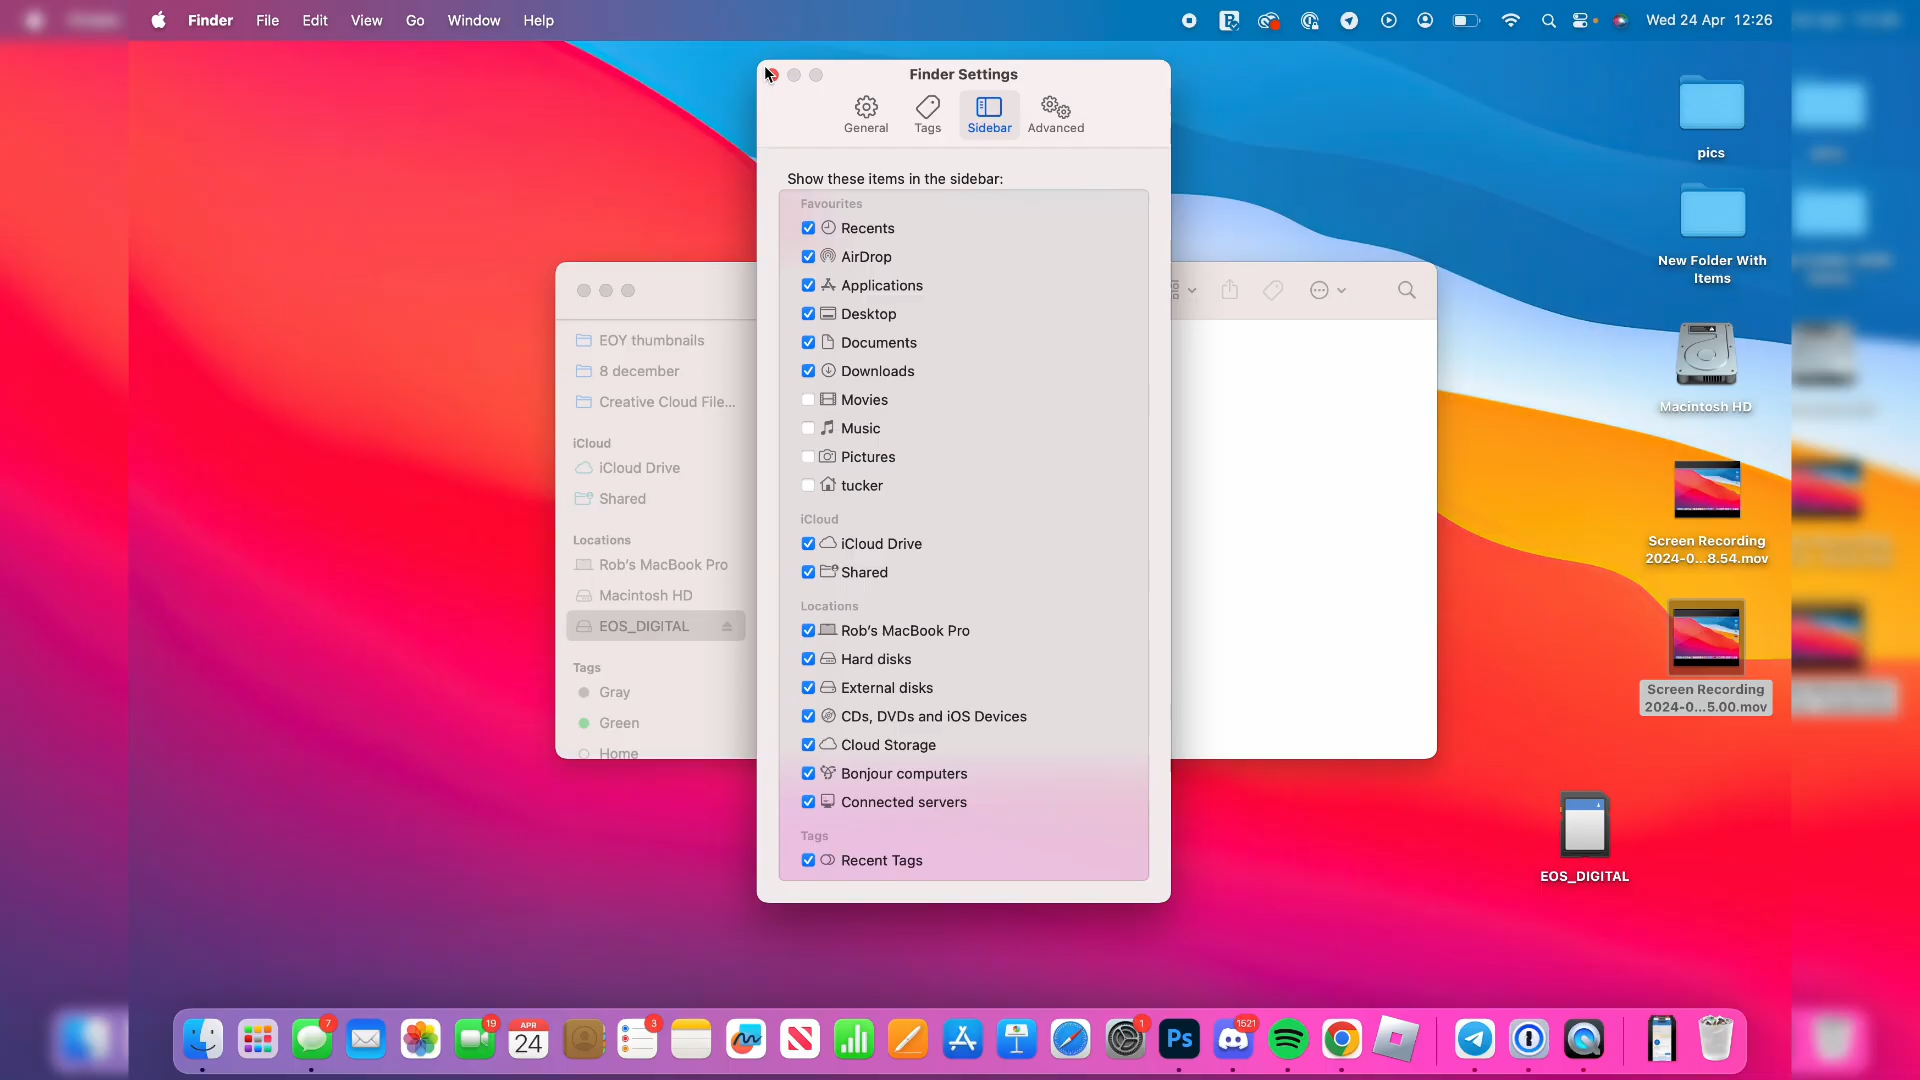 Finder File Edit View Go Window Help
Wed 24 Apr 12:26
Finder Settings
General Tags Sidebar Advanced
Show these items in the sidebar:
Favourites
Recents
AirDrop
Applications
Desktop
Documents
Downloads
Movies
Music
Pictures
tucker
iCloud
iCloud Drive
Shared
Locations
Rob's MacBook Pro
Hard disks
External disks
CDs, DVDs and iOS Devices
Cloud Storage
Bonjour computers
Connected servers
Tags
Recent Tags
EOY thumbnails
8 december
Creative Cloud File...
iCloud
iCloud Drive
Shared
Locations
Rob's MacBook Pro
Macintosh HD
EOS_DIGITAL
Tags
Gray
Green
Home
pics
New Folder With
Items
Macintosh HD
Screen Recording
2024-0...8.54.mov
Screen Recording
2024-0...5.00.mov
EOS_DIGITAL
7
19
APR
24
3
1
Ps
1521